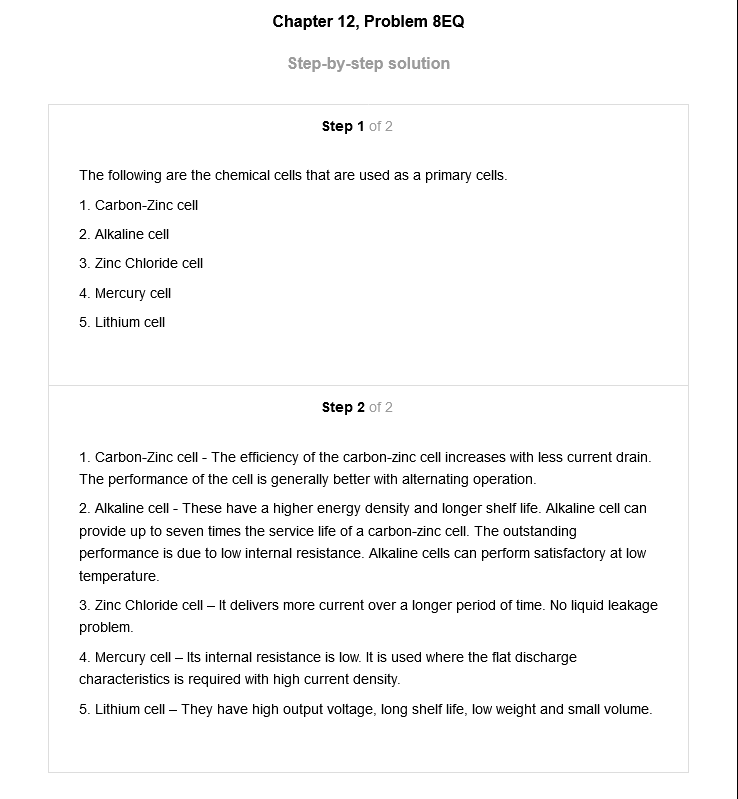 Chapter 12, Problem 8EQ
Step-by-step solution
Step 1 of 2
The following are the chemical cells that are used as a primary cells.
1. Carbon-Zinc cell
2. Alkaline cell
3. Zinc Chloride cell
4. Mercury cell
5. Lithium cell
Step 2 of 2
1. Carbon-Zinc cell - The efficiency of the carbon-zinc cell increases with less current drain.
The performance of the cell is generally better with alternating operation.
2. Alkaline cell - These have a higher energy density and longer shelf life. Alkaline cell can
provide up to seven times the service life of a carbon-zinc cell. The outstanding
performance is due to low internal resistance. Alkaline cells can perform satisfactory at low
temperature.
3. Zinc Chloride cell – It delivers more current over a longer period of time. No liquid leakage
problem.
4. Mercury cell – Its internal resistance is low. It is used where the flat discharge
characteristics is required with high current density.
5. Lithium cell – They have high output voltage, long shelf life, low weight and small volume.